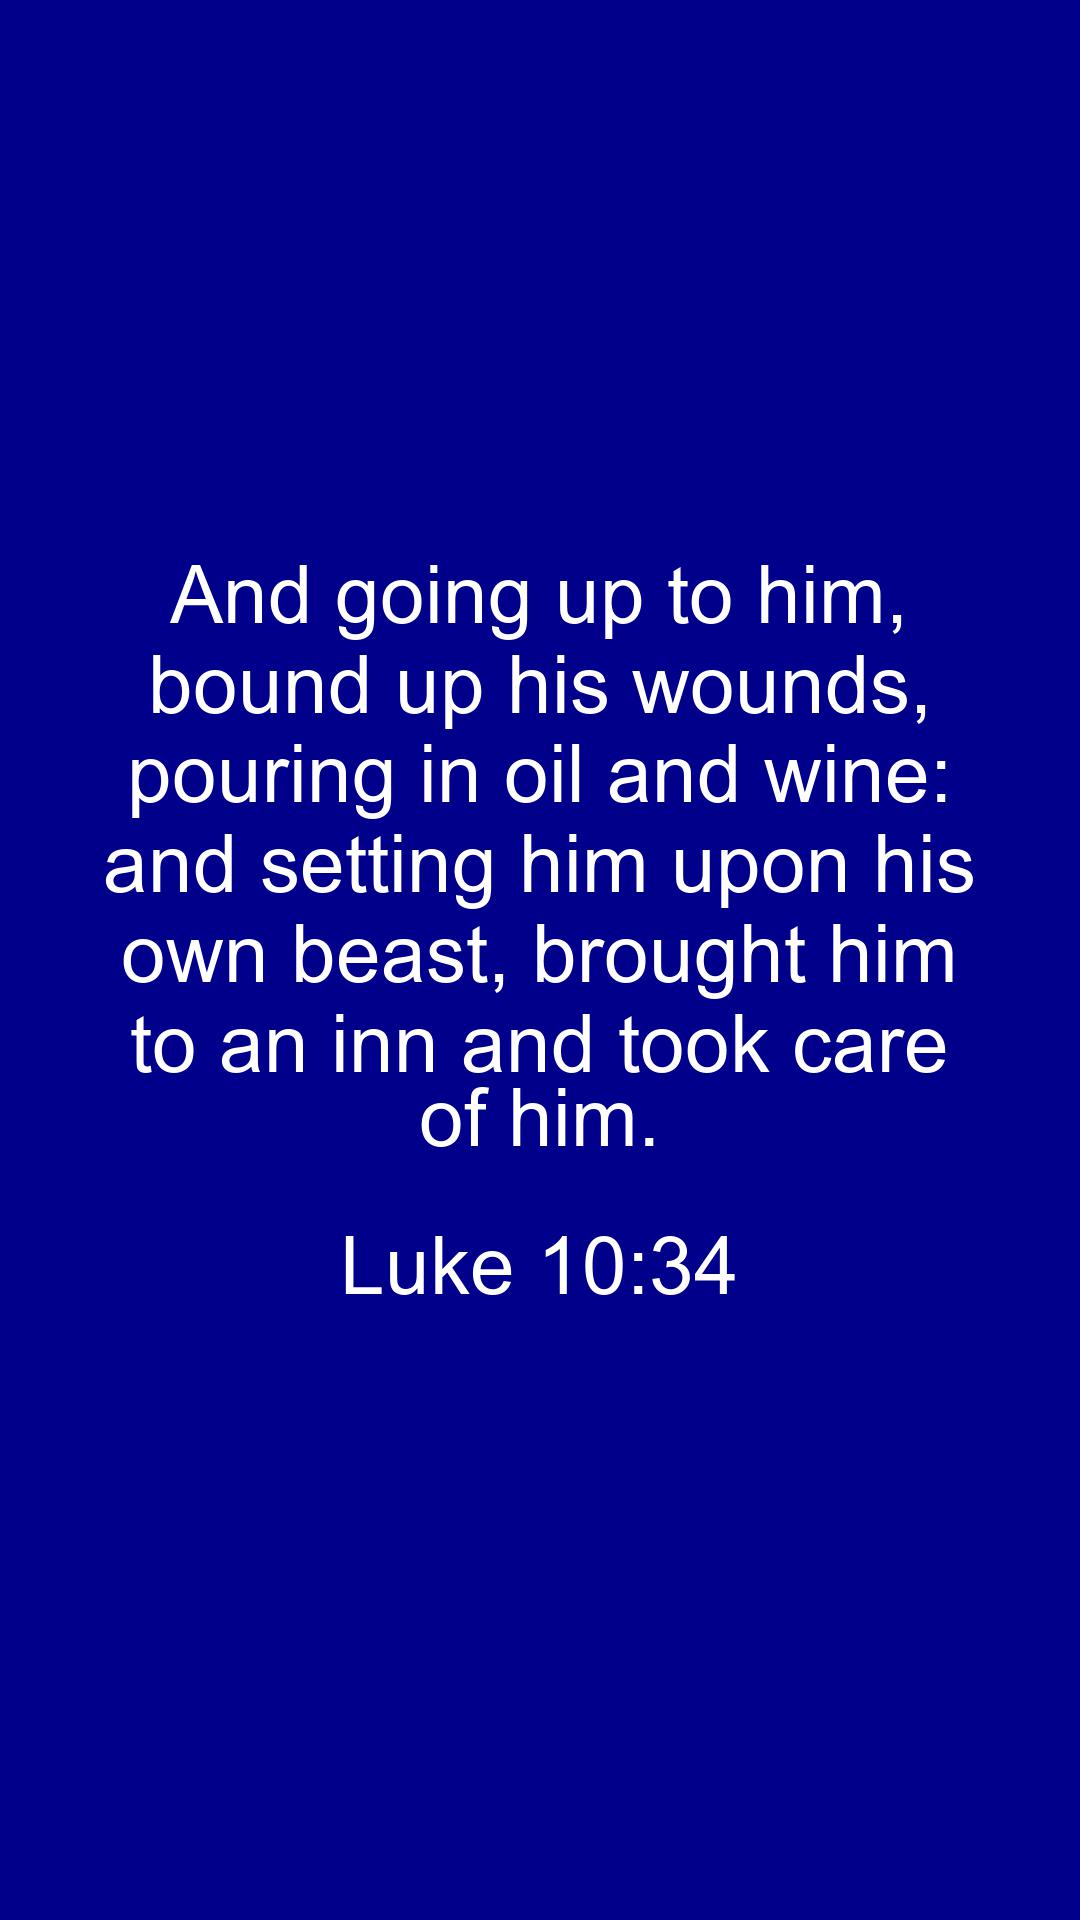 And going up to him,
bound up his wounds,
pouring in oil and wine:
and setting him upon his
own beast, brought him
to an inn and took care
of him.
Luke 10:34